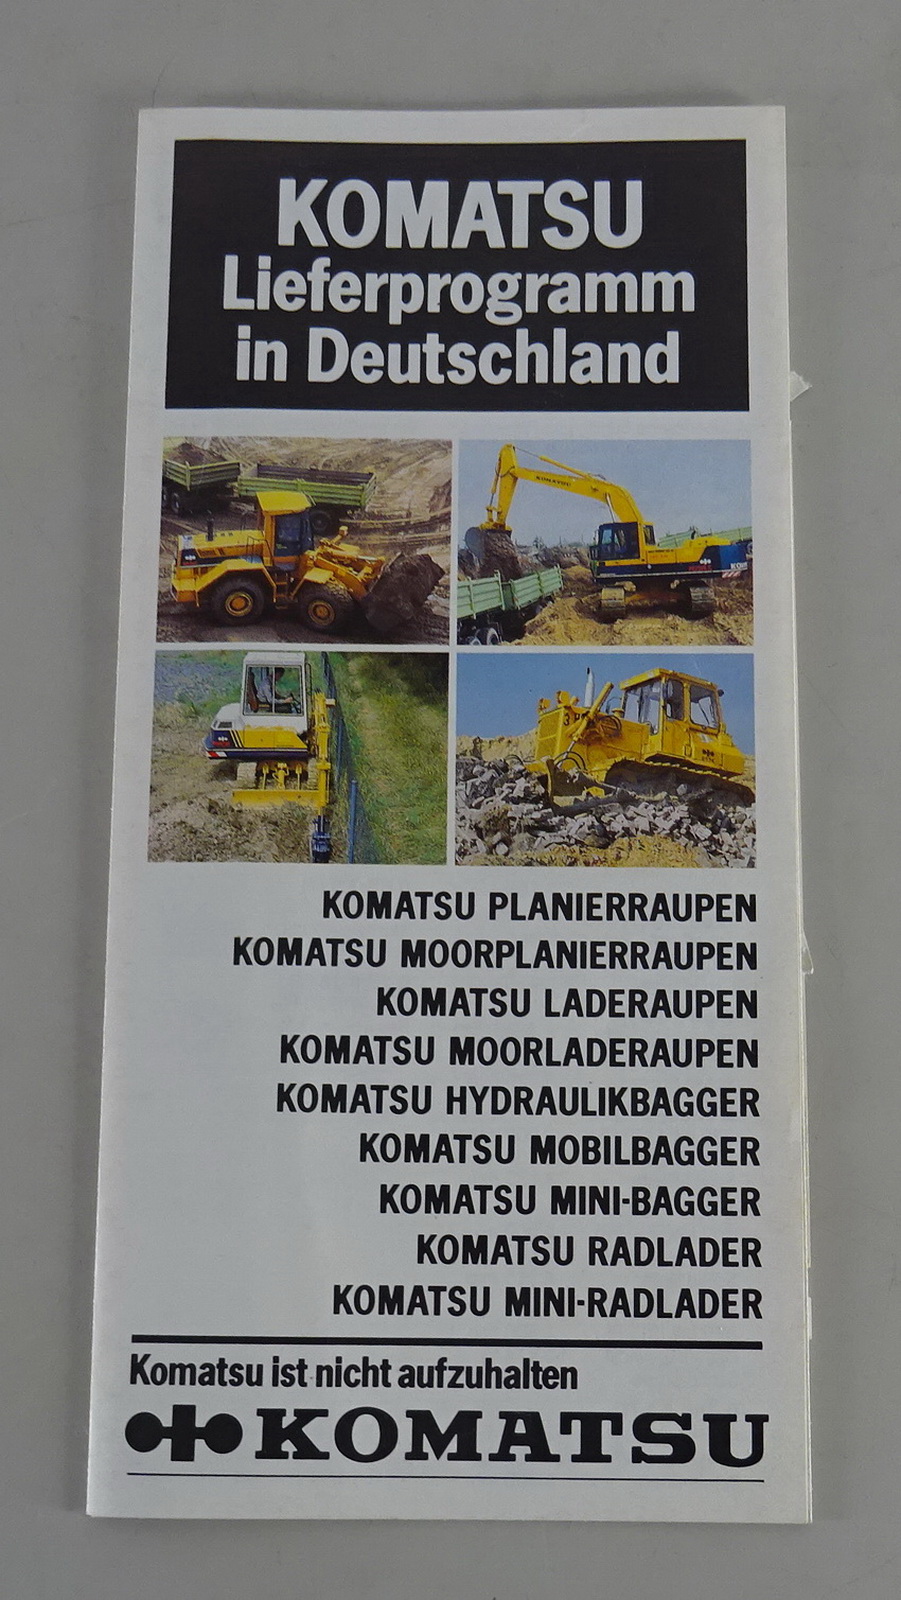 KOMATSU
Lieferprogramm
in Deutschland
KOMATSU
KOMATSU PLANIERRAUPEN
KOMATSU MOORPLANIERRAUPEN
KOMATSU LADERAUPEN
KOMATSU MOORLADERAUPEN
KOMATSU HYDRAULIKBAGGER
KOMATSU MOBILBAGGER
KOMATSU MINI-BAGGER
KOMATSU RADLADER
KOMATSU MINI-RADLADER
Komatsu ist nicht aufzuhalten
KOMATSU